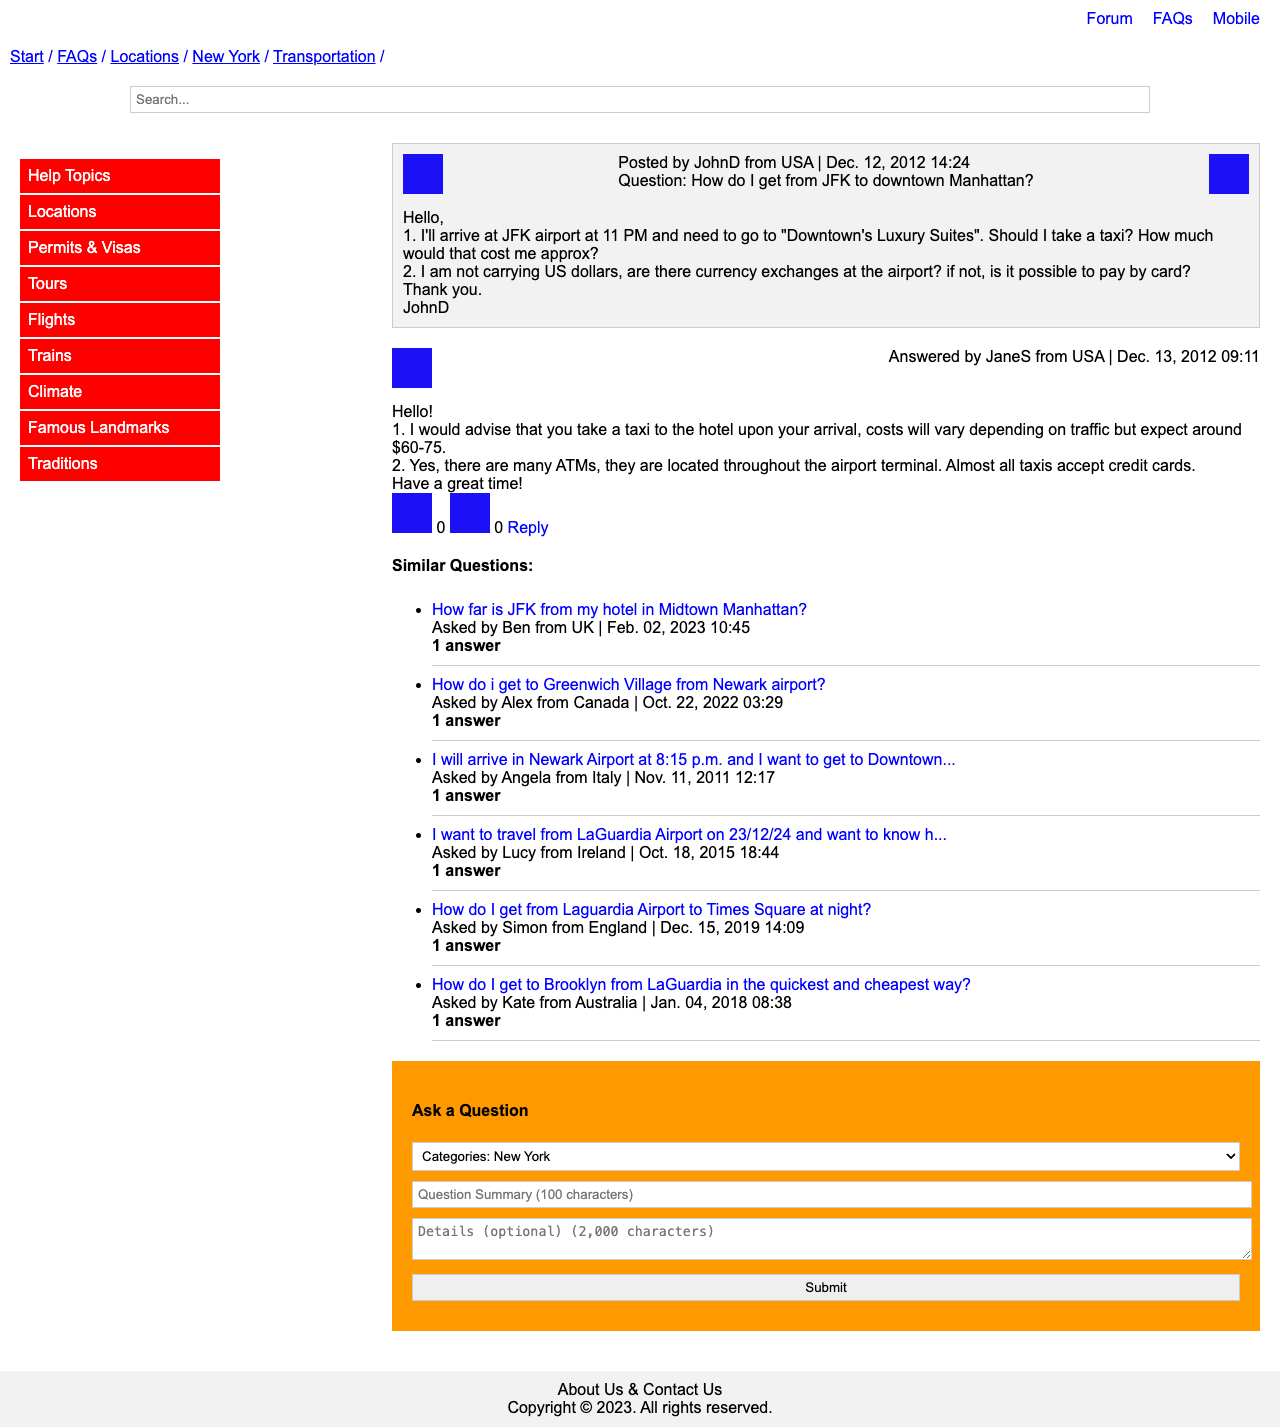 Forum FAQs Mobile
Start / FAQs / Locations / New York / Transportation /
Search...
Help Topics
Locations
Permits & Visas
Tours
Flights
Trains
Climate
Famous Landmarks
Traditions
Posted by JohnD from USA | Dec. 12, 2012 14:24
Question: How do I get from JFK to downtown Manhattan?
Hello,
1. I'll arrive at JFK airport at 11 PM and need to go to "Downtown's Luxury Suites". Should I take a taxi? How much
would that cost me approx?
2. I am not carrying US dollars, are there currency exchanges at the airport? if not, is it possible to pay by card?
Thank you.
JohnD
Answered by JaneS from USA | Dec. 13, 2012 09:11
Hello!
1. I would advise that you take a taxi to the hotel upon your arrival, costs will vary depending on traffic but expect around
$60-75.
2. Yes, there are many ATMs, they are located throughout the airport terminal. Almost all taxis accept credit cards.
Have a great time!
0 0 Reply
Similar Questions:
How far is JFK from my hotel in Midtown Manhattan?
Asked by Ben from UK | Feb. 02, 2023 10:45
1 answer
How do i get to Greenwich Village from Newark airport?
Asked by Alex from Canada | Oct. 22, 2022 03:29
1 answer
I will arrive in Newark Airport at 8:15 p.m. and I want to get to Downtown...
Asked by Angela from Italy | Nov. 11, 2011 12:17
1 answer
I want to travel from LaGuardia Airport on 23/12/24 and want to know h...
Asked by Lucy from Ireland | Oct. 18, 2015 18:44
1 answer
How do I get from Laguardia Airport to Times Square at night?
Asked by Simon from England | Dec. 15, 2019 14:09
1 answer
How do I get to Brooklyn from LaGuardia in the quickest and cheapest way?
Asked by Kate from Australia | Jan. 04, 2018 08:38
1 answer
Ask a Question
Categories: New York
Question Summary (100 characters)
Details (optional) (2,000 characters)
Submit
About Us & Contact Us
Copyright © 2023. All rights reserved.